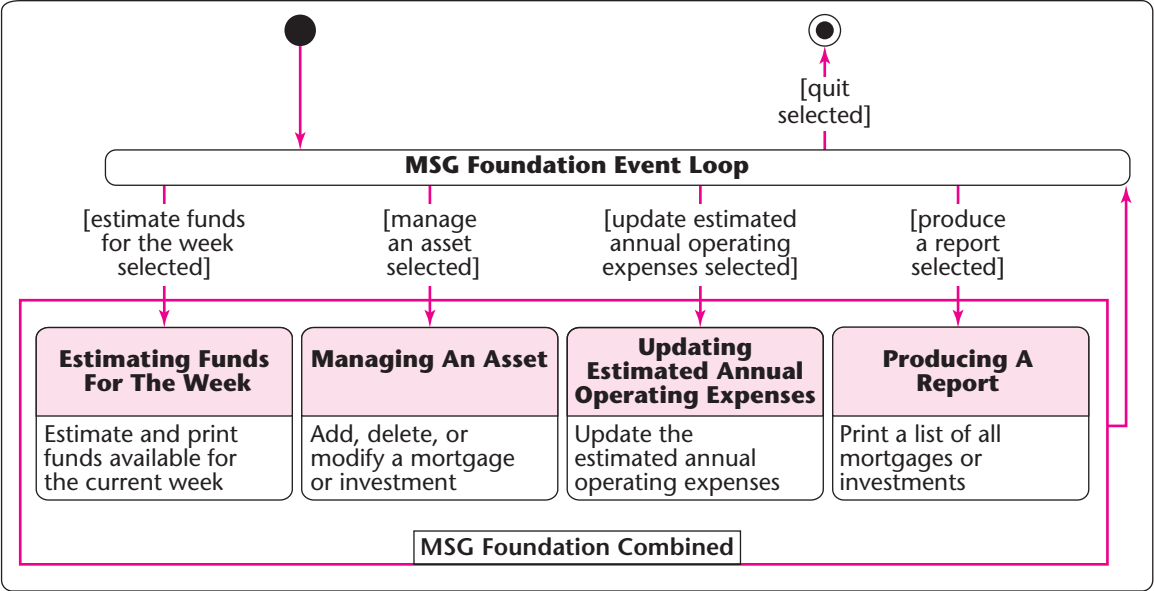 [quit
selected]
MSG Foundation Event Loop
[estimate funds
for the week
selected]
[manage
an asset
selected]
[update estimated
annual operating
expenses selected]
[produce
a report
selected]
Estimating Funds
For The Week
Estimate and print
funds available for
the current week
Managing An Asset
Add, delete, or
modify a mortgage
or investment
Updating
Estimated Annual
Operating Expenses
Update the
estimated annual
operating expenses
Producing A
Report
Print a list of all
mortgages or
investments
MSG Foundation Combined